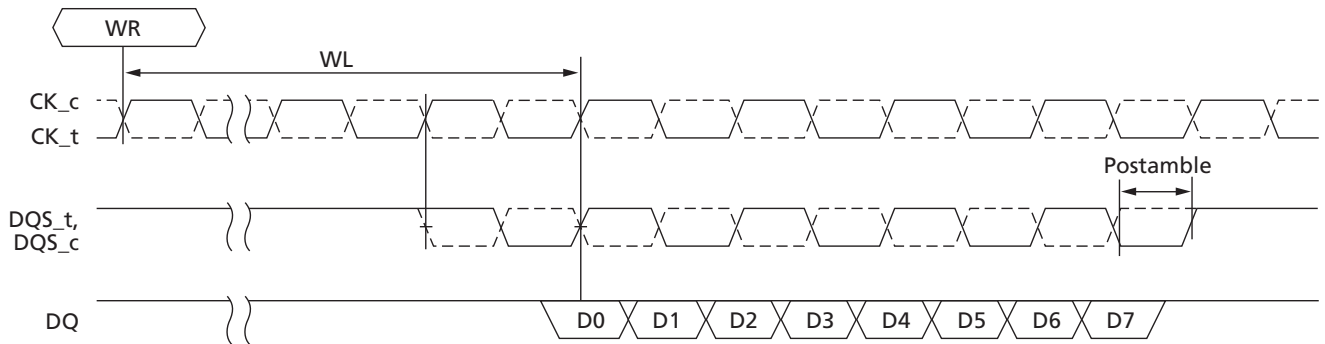 WR
WL
CK_c
CK_t
Postamble
DQS_t,
DQS_c
DQ
D0
D1
D2
D3
D4
D5
D6
D7